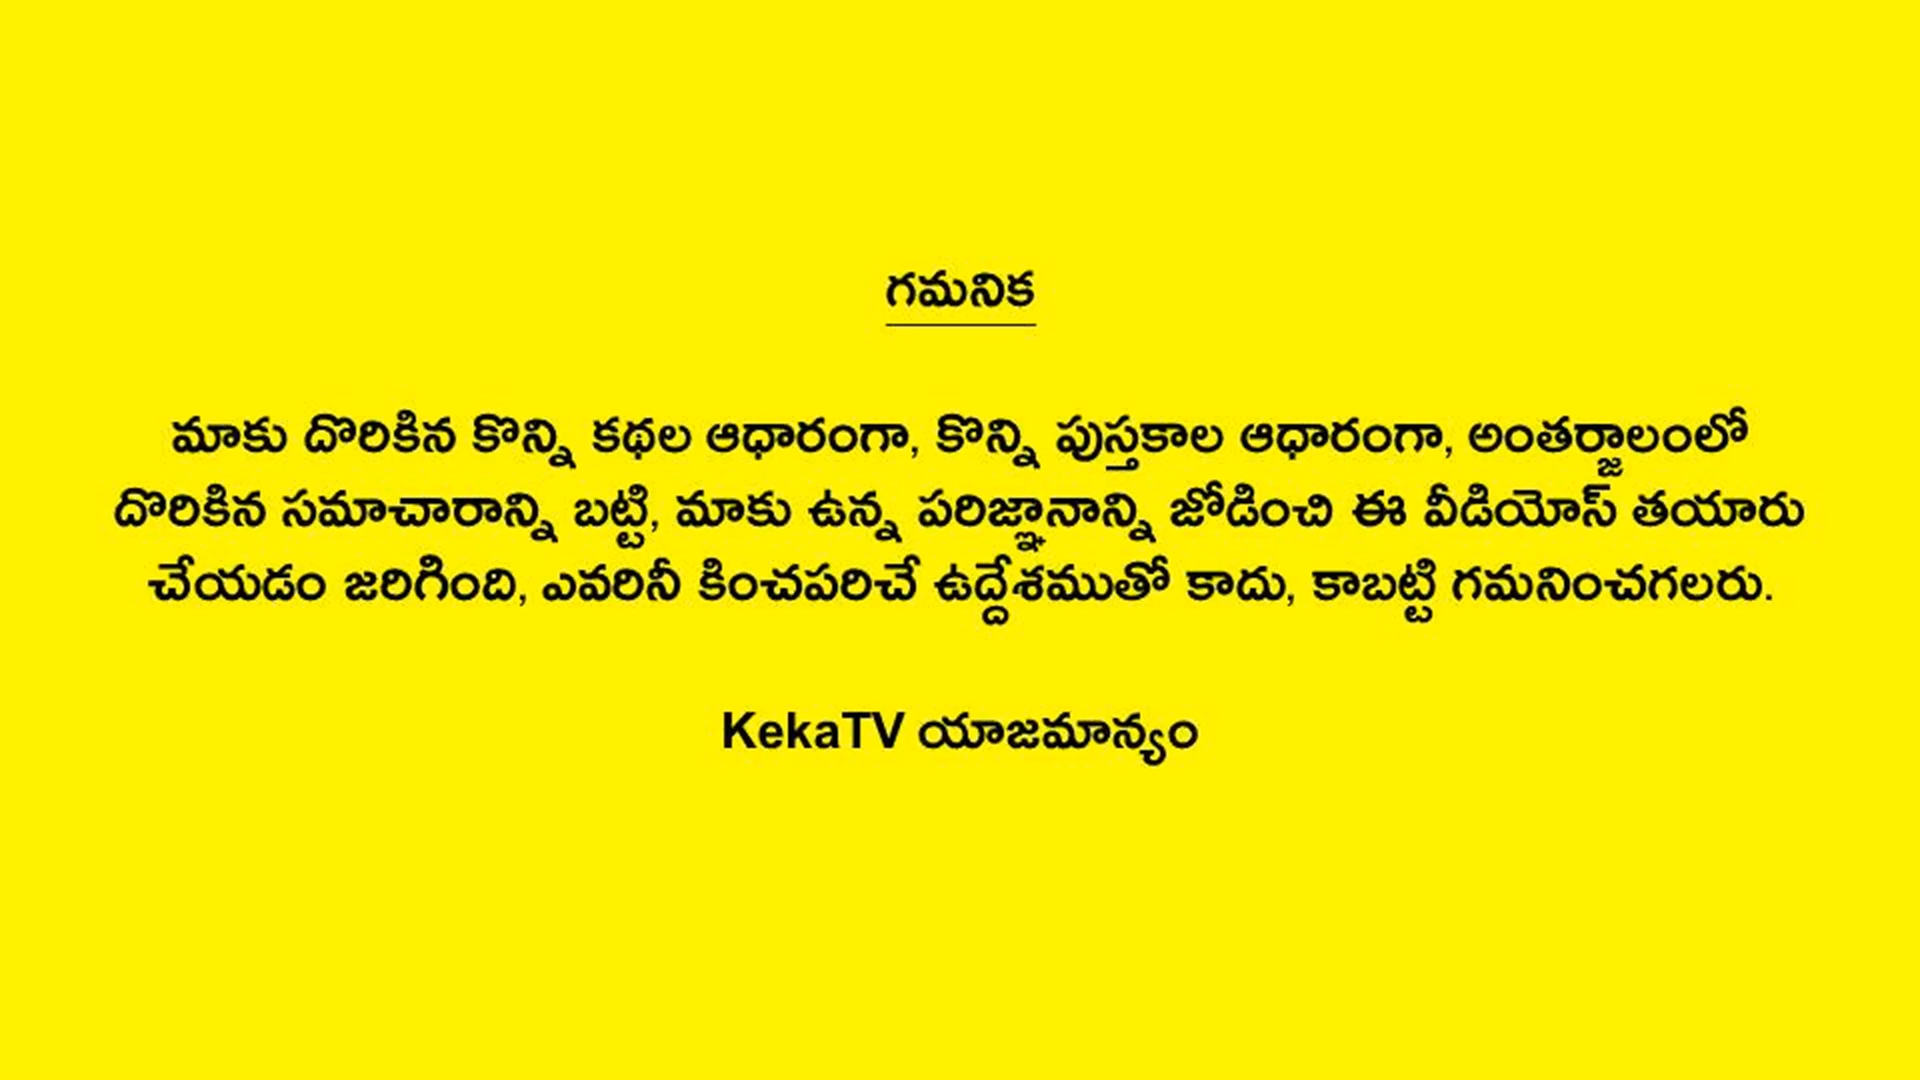 గమనిక
మాకు దొరికిన కొన్ని కథల ఆధారంగా, కొన్ని పుస్తకాల ఆధారంగా, అంతర్జాలంలో
దొరికిన సమాచారాన్ని బట్టి, మాకు ఉన్న పరిజ్ఞానాన్ని జోడించి ఈ వీడియోస్ తయారు
చేయడం జరిగింది, ఎవరినీ కించపరిచే ఉద్దేశముతో కాదు, కాబట్టి గమనించగలరు.
KekaTV యాజమాన్యం